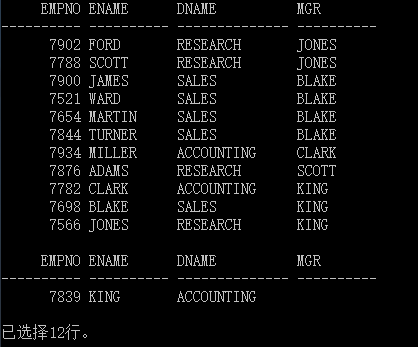 EMPNO ENAME      DNAME          MGR
---------- ---------- -------------- ----------
7902 FORD       RESEARCH       JONES
7788 SCOTT      RESEARCH       JONES
7900 JAMES      SALES          BLAKE
7521 WARD       SALES          BLAKE
7654 MARTIN     SALES          BLAKE
7844 TURNER     SALES          BLAKE
7934 MILLER     ACCOUNTING     CLARK
7876 ADAMS      RESEARCH       SCOTT
7782 CLARK      ACCOUNTING     KING
7698 BLAKE      SALES          KING
7566 JONES      RESEARCH       KING
EMPNO ENAME      DNAME          MGR
---------- ---------- -------------- ----------
7839 KING       ACCOUNTING
已选择12行。